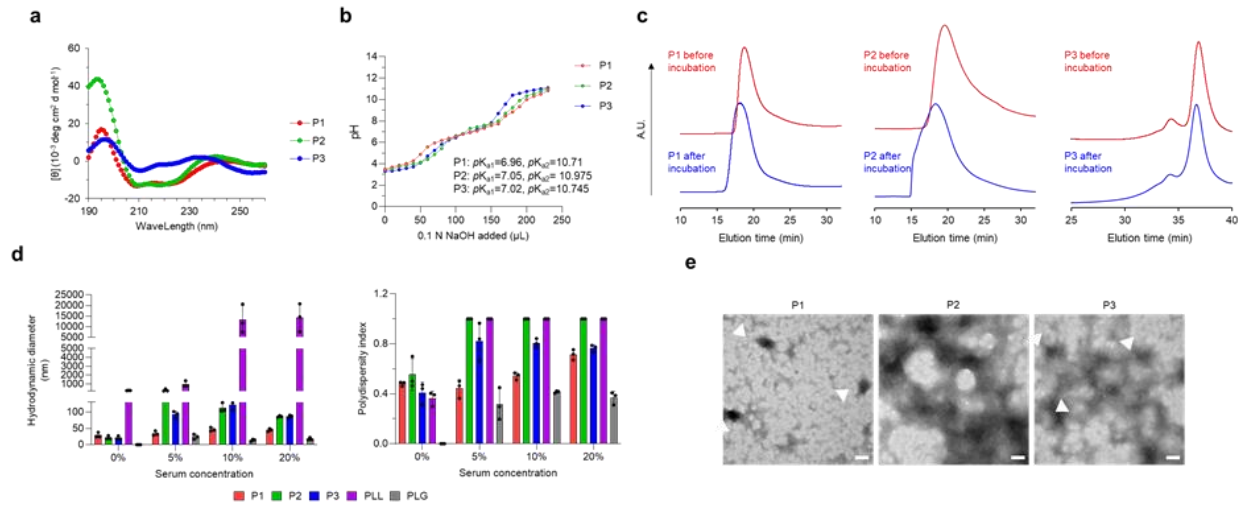 a
60
40
20
0
-20
190
210
230
250
[θ] (10⁻³ deg cm² d mol⁻¹)
WaveLength (nm)
P1
P2
P3
b
14
12
10
8
6
4
2
0
pH
0
50
100
150
200
250
0.1 N NaOH added (µL)
P1
P2
P3
P1: pKa1=6.96, pKa2=10.71
P2: pKa1=7.05, pKa2= 10.975
P3: pKa1=7.02, pKa2=10.745
c
A.U.
P1 before
incubation
P1 after
incubation
10
15
20
25
30
Elution time (min)
P2 before
incubation
P2 after
incubation
10
15
20
25
30
Elution time (min)
P3 before
incubation
P3 after
incubation
25
30
35
40
Elution time (min)
d
Hydrodynamic diameter
(nm)
25000
20000
15000
10000
5000
5000
4000
3000
2000
1000
100
50
0
0%
5%
10%
20%
Serum concentration
Polydispersity index
1.2
0.8
0.4
0.0
0%
5%
10%
20%
Serum concentration
P1
P2
P3
PLL
PLG
e
P1
P2
P3